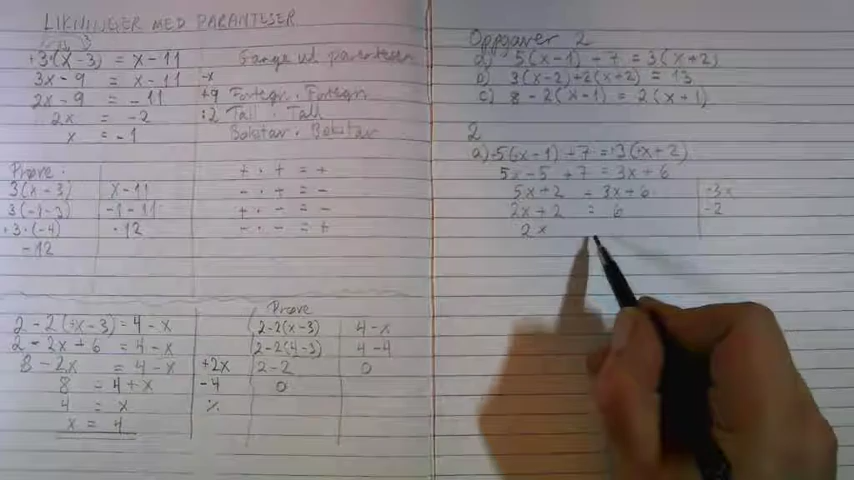 LIKNINGER MED PARANTESER
+3·(x-3) = x-11 Gange ut parantesen
3x-9 = x-11 -x
2x-9 = -11 +9 Fortegn · Fortegn
2x = -2 :2 Tall · Tall
x = -1 Bokstav · Bokstav
Prøve:
3(x-3) x-11
3(-1-3) -1-11
+3·(-4) -12
-12
+ · + = +
- · + = -
+ · - = -
- · - = +
2-2(+x-3) = 4-x
2-2x+6 = 4-x
8-2x = 4-x +2x
8 = 4+x -4
4 = x
x = 4
Prøve
2-2(x-3) 4-x
2-2(4-3) 4-4
2-2 0
0
Oppgaver 2
a) 5(x-1)+7 = 3(x+2)
b) 3(x-2)+2(x+2) = 13
c) 8-2(x-1) = 2(x+1)
2
a) 5(x-1)+7 = 3(x+2)
5x-5+7 = 3x+6
5x+2 = 3x+6 -3x
2x+2 = 6 -2
2x